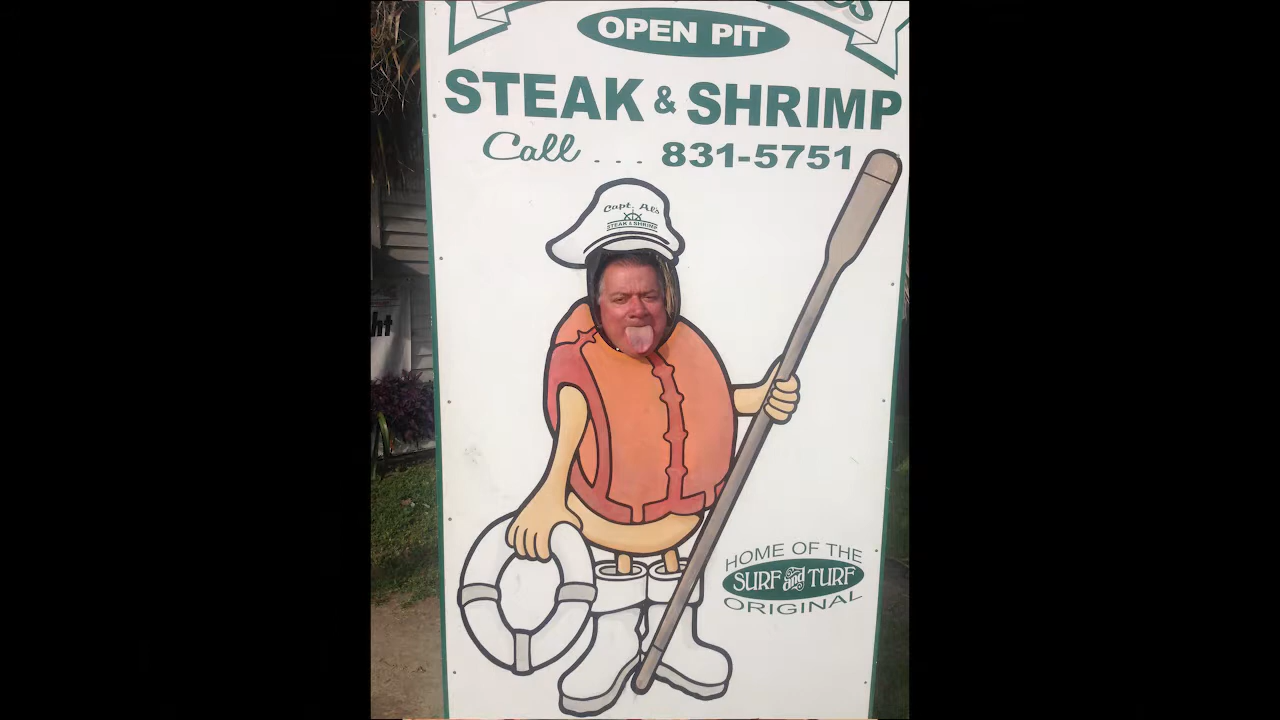 OPEN PIT
STEAK & SHRIMP
Call ... 831-5751
Capt. Al's
STEAK & SHRIMP
HOME OF THE
SURF and TURF
ORIGINAL